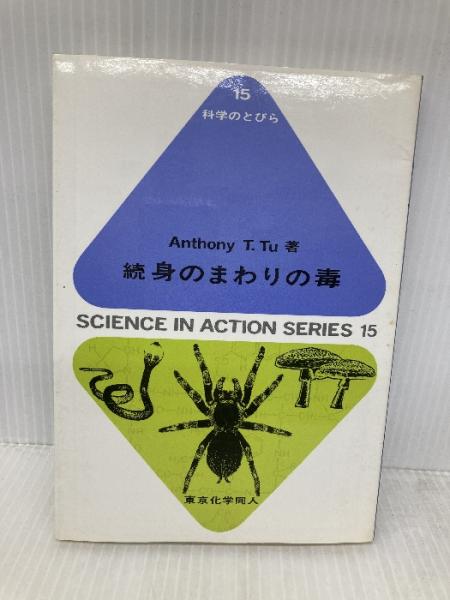 15
科学のとびら
Anthony T. Tu 著
続 身のまわりの毒
SCIENCE IN ACTION SERIES 15
東京化学同人